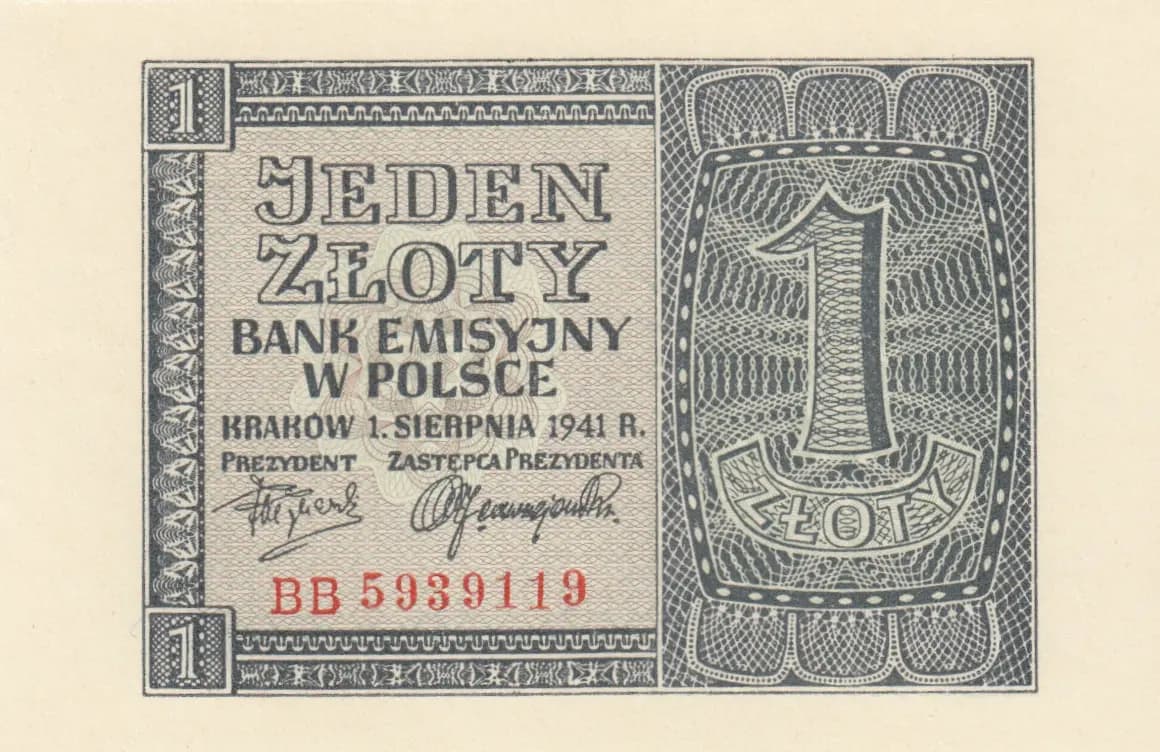 1
JEDEN
ZŁOTY
BANK EMISYJNY
W POLSCE
KRAKÓW 1. SIERPNIA 1941 R.
PREZYDENT ZASTĘPCA PREZYDENTA
BB 5939119
1
1
ZŁOTY